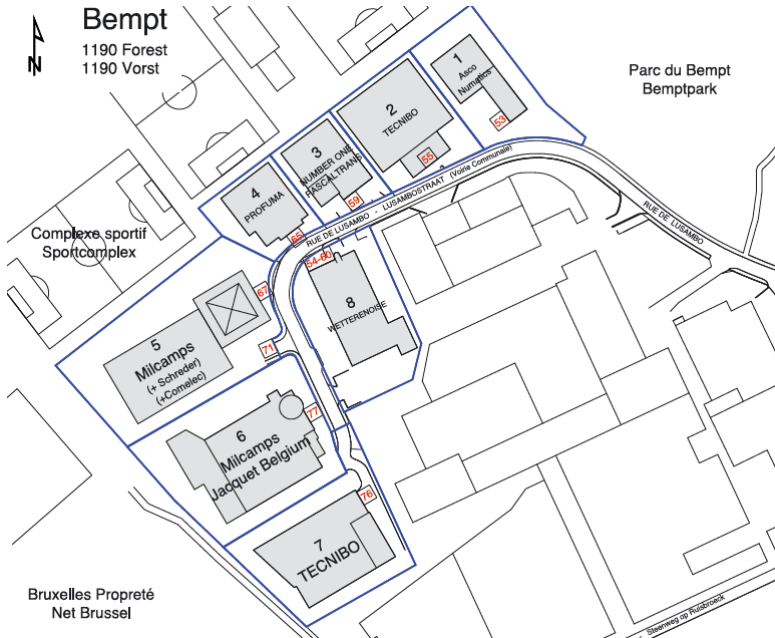 Bempt
1190 Forest
1190 Vorst
N
Parc du Bempt
Bemptpark
1
Asco
Numatics
53
2
TECNIBO
55
3
NUMBER ONE
PASCALTRANS
59
4
PROFUMA
65
RUE DE LUSAMBO - LUSAMBOSTRAAT (Voirie Communale)
RUE DE LUSAMBO
Complexe sportif
Sportcomplex
54-60
8
WETTERENOISE
67
5
Milcamps
(+ Schreder)
(+Comelec)
71
6
Milcamps
Jacquet Belgium
77
76
7
TECNIBO
Bruxelles Propreté
Net Brussel
Steenweg op Ruisbroeck